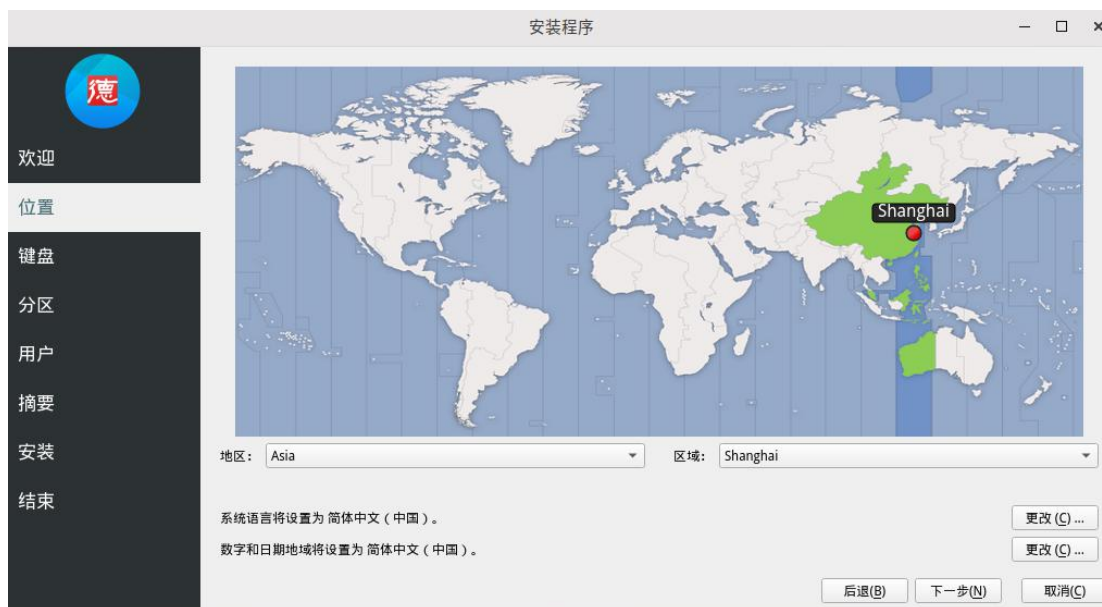 安装程序
德
欢迎
位置
键盘
分区
用户
摘要
安装
结束
Shanghai
地区: Asia 区域: Shanghai
系统语言将设置为 简体中文（中国）。 更改 (C) ...
数字和日期地域将设置为 简体中文（中国）。 更改 (C) ...
后退(B) 下一步(N) 取消(C)